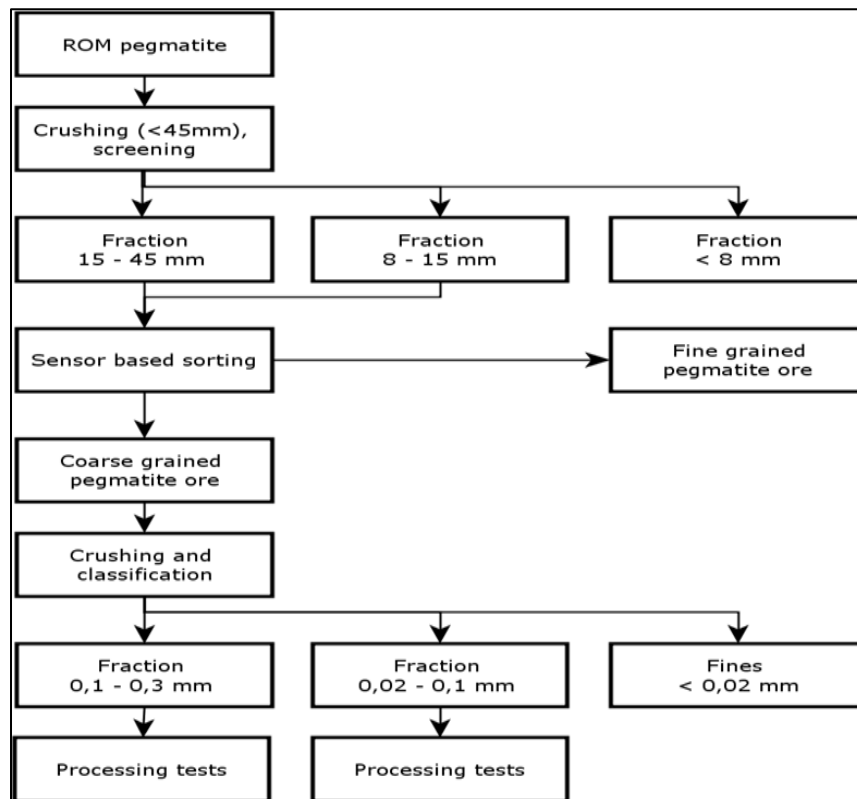 ROM pegmatite
Crushing (<45mm),
screening
Fraction
15 - 45 mm
Fraction
8 - 15 mm
Fraction
< 8 mm
Sensor based sorting
Fine grained
pegmatite ore
Coarse grained
pegmatite ore
Crushing and
classification
Fraction
0,1 - 0,3 mm
Fraction
0,02 - 0,1 mm
Fines
< 0,02 mm
Processing tests
Processing tests